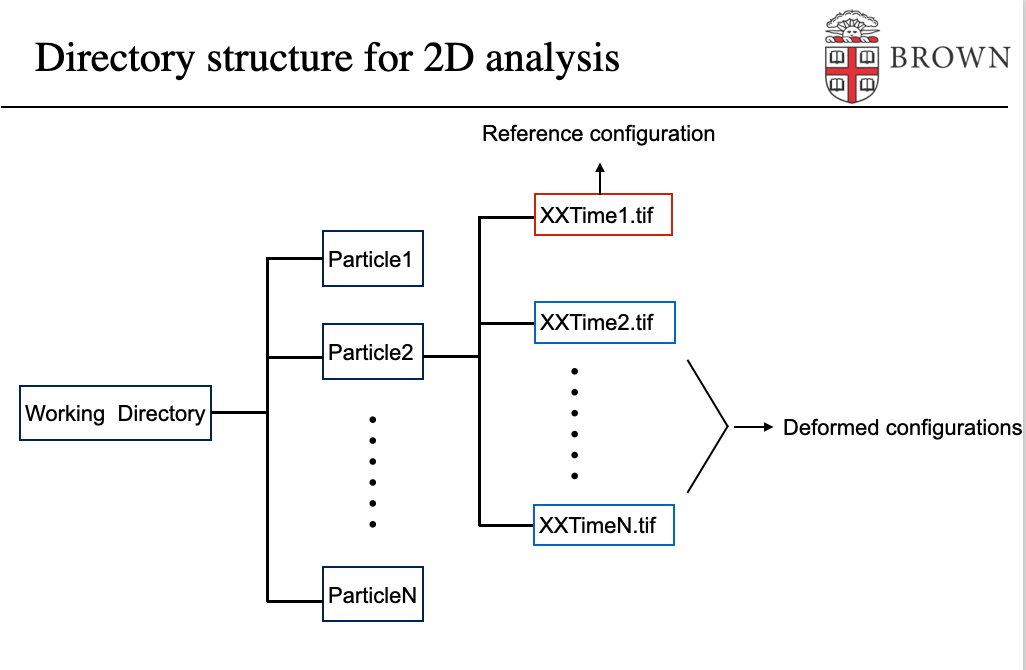 Directory structure for 2D analysis
BROWN
Reference configuration
XXTime1.tif
Particle1
XXTime2.tif
Particle2
Working Directory
Deformed configurations
XXTimeN.tif
ParticleN